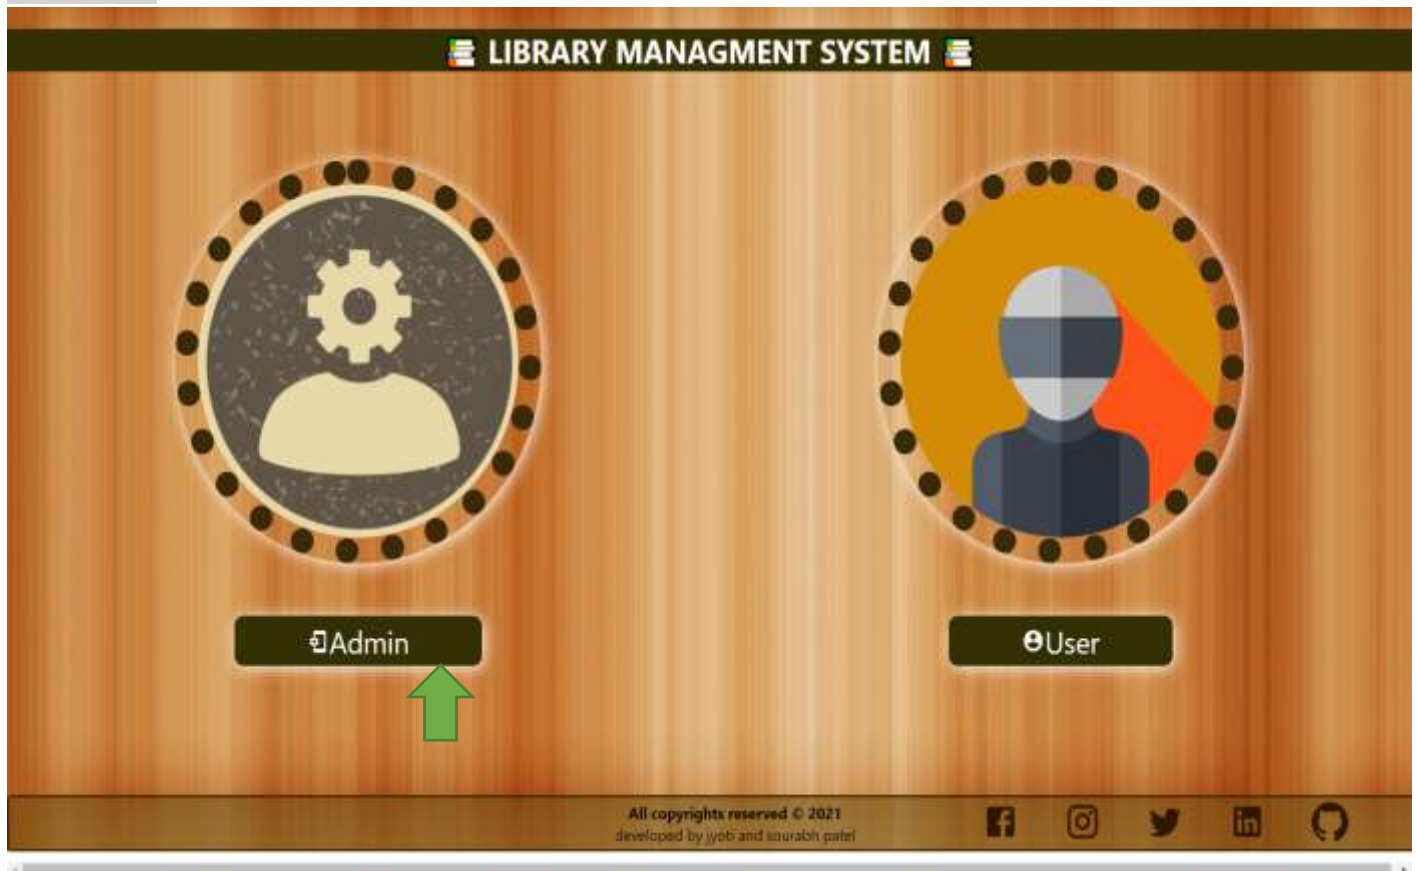 LIBRARY MANAGMENT SYSTEM
Admin
User
All copyrights reserved © 2021
developed by jyoti and sourabh patel